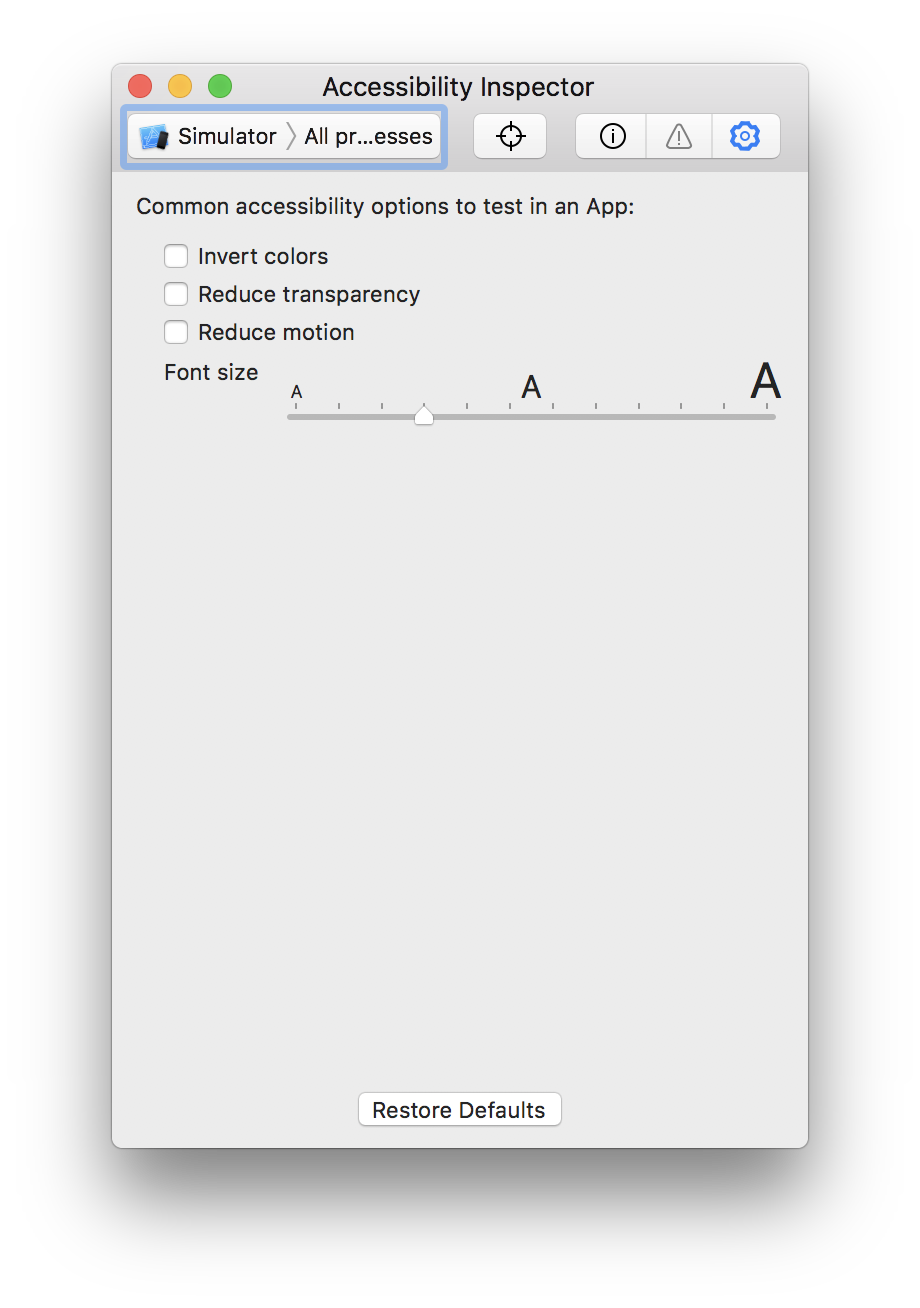 Accessibility Inspector
Simulator 〉 All pr...esses
Common accessibility options to test in an App:
Invert colors
Reduce transparency
Reduce motion
Font size
A A A
Restore Defaults